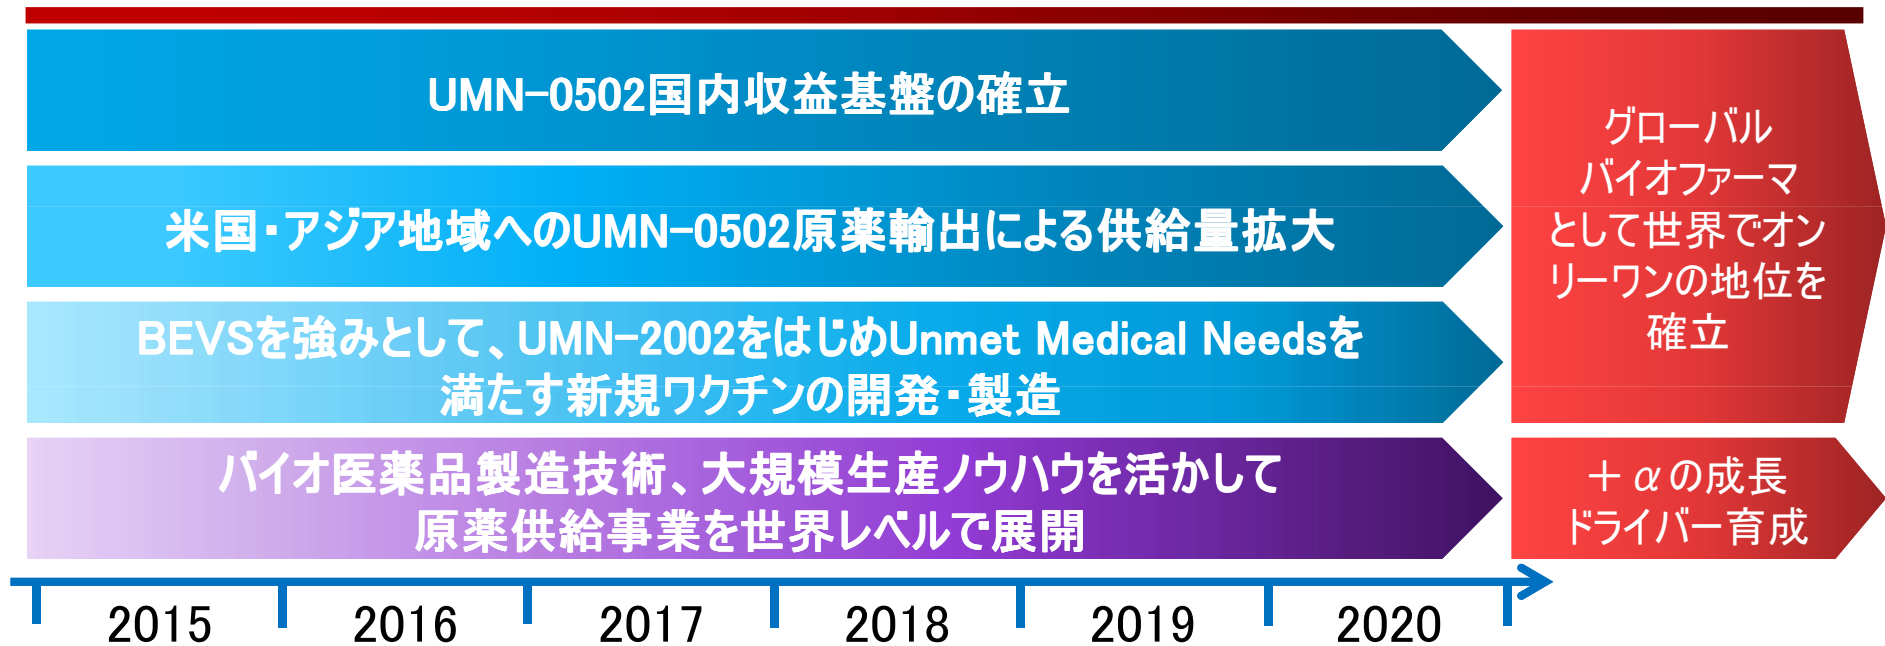 UMN-0502国内収益基盤の確立
米国・アジア地域へのUMN-0502原薬輸出による供給量拡大
BEVSを強みとして、UMN-2002をはじめUnmet Medical Needsを
満たす新規ワクチンの開発・製造
バイオ医薬品製造技術、大規模生産ノウハウを活かして
原薬供給事業を世界レベルで展開
グローバル
バイオファーマ
として世界でオン
リーワンの地位を
確立
＋αの成長
ドライバー育成
2015
2016
2017
2018
2019
2020